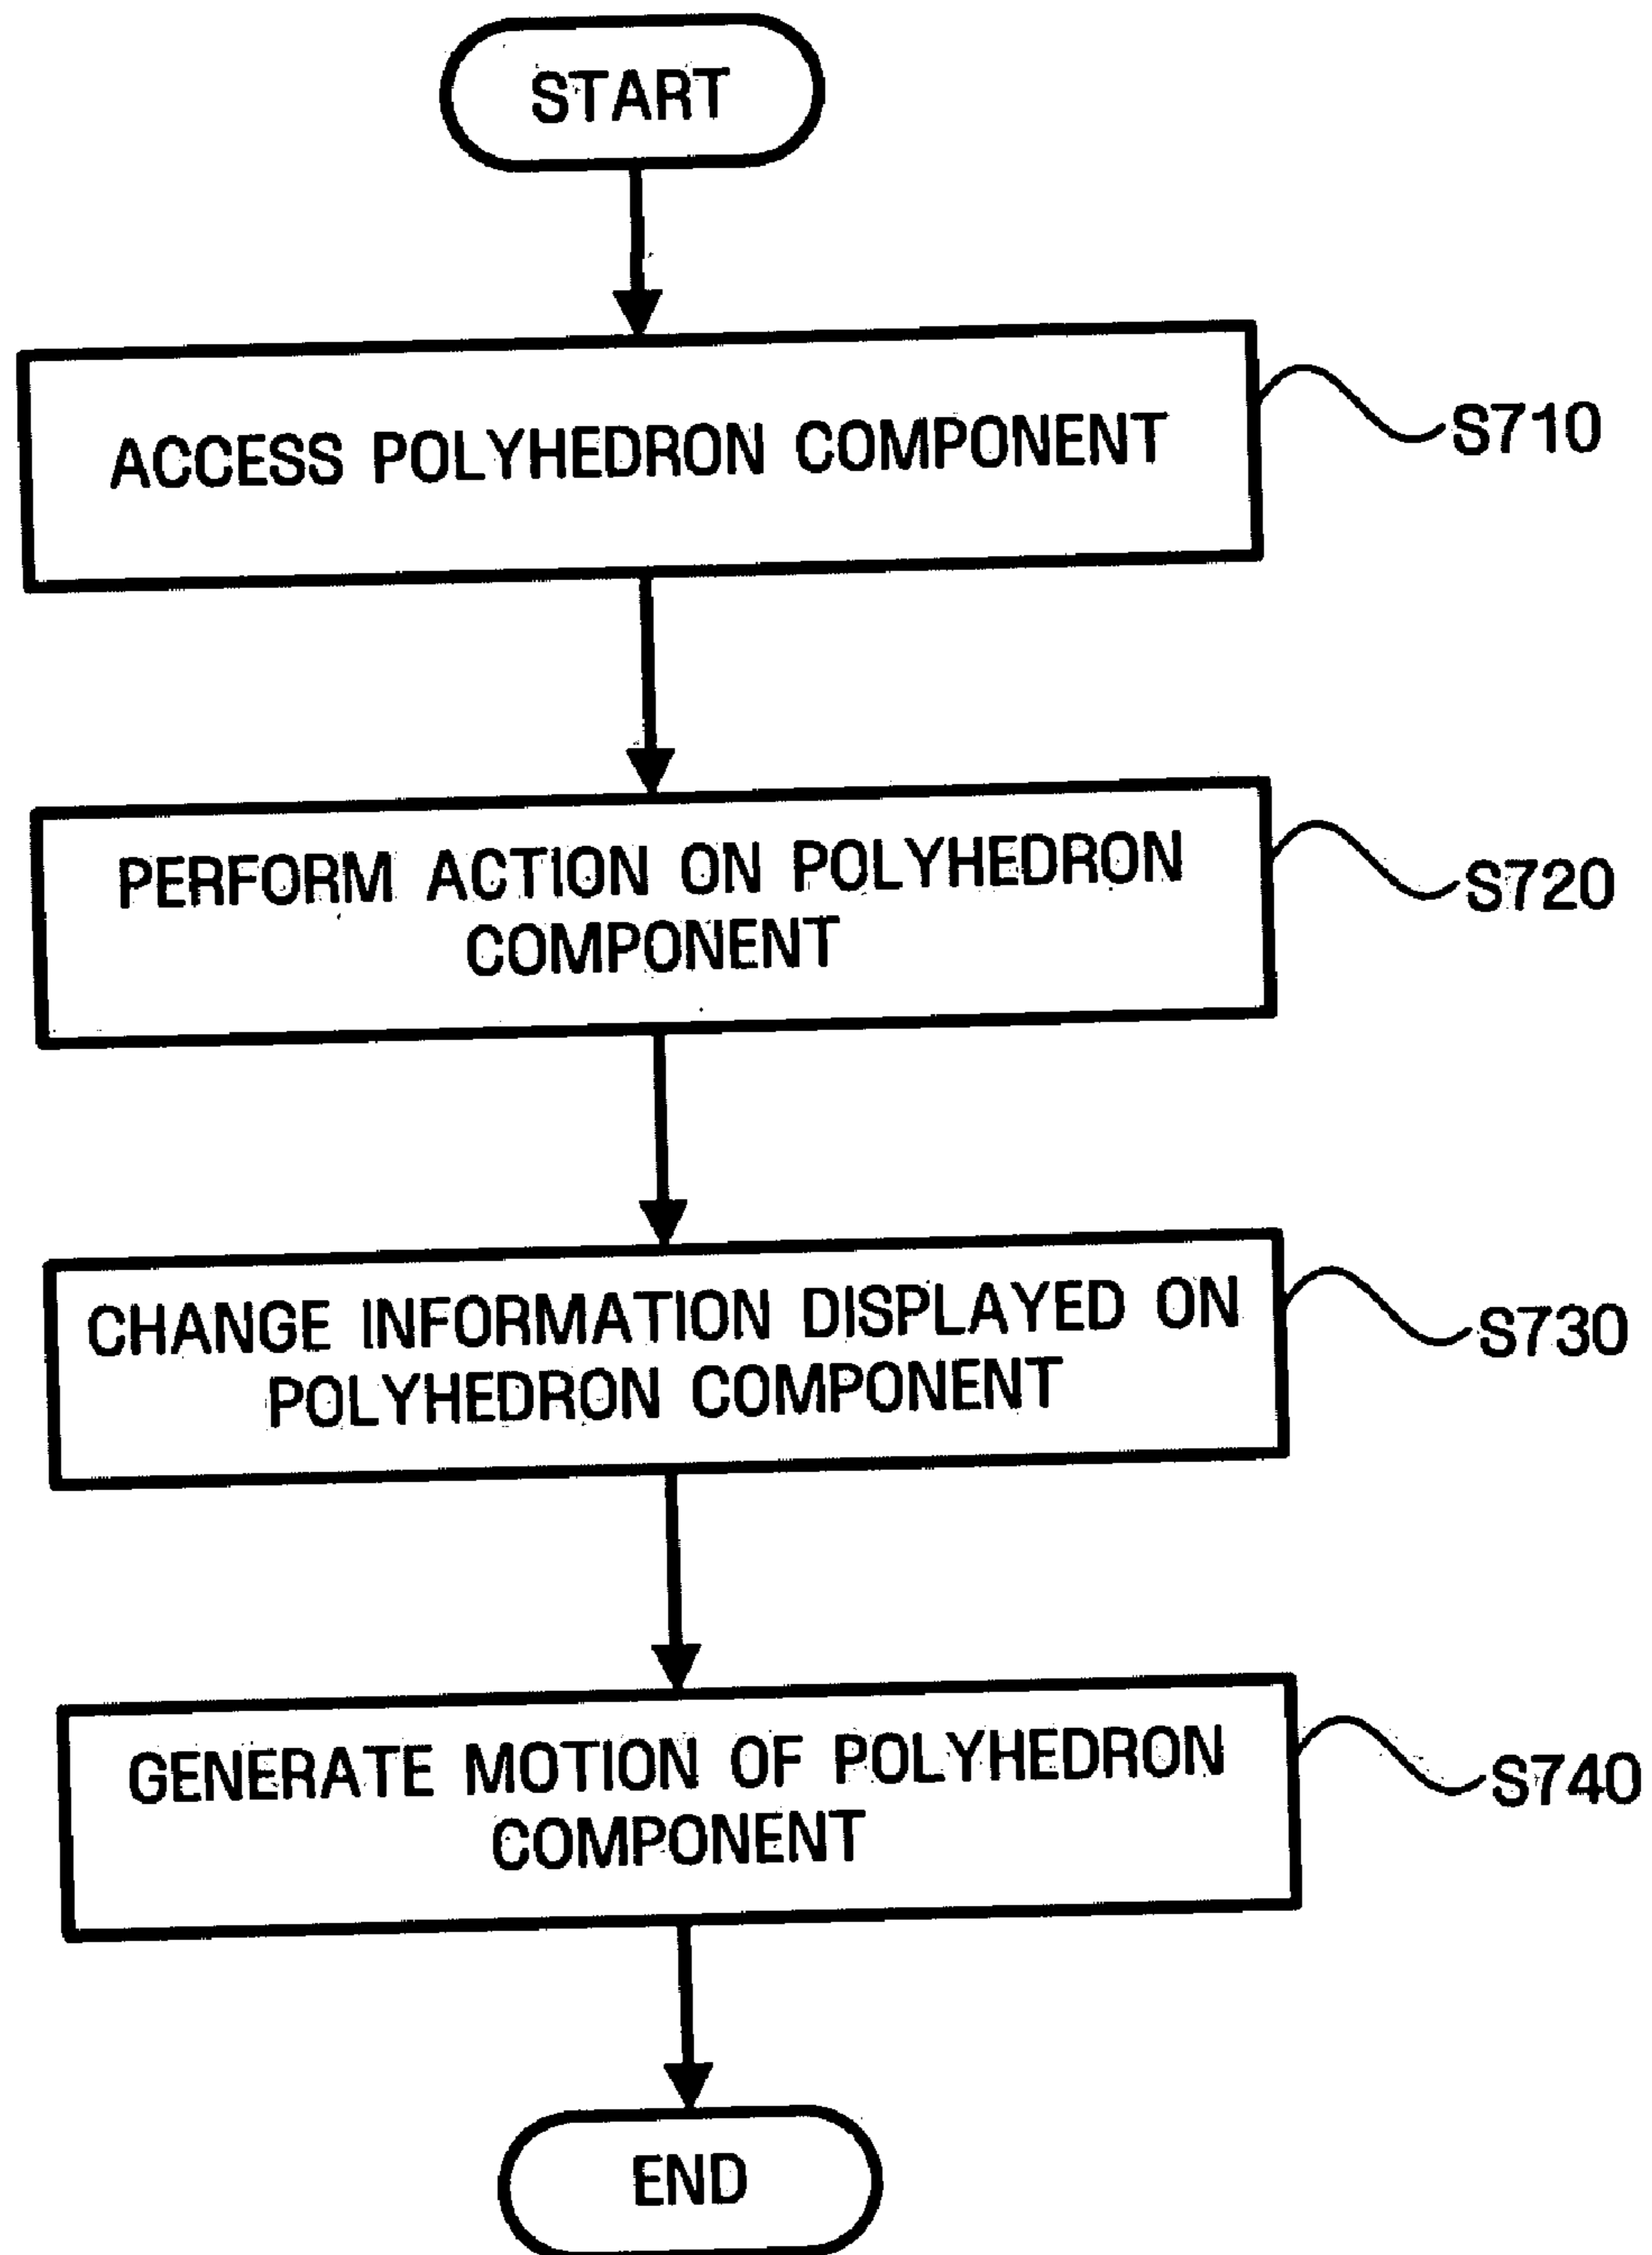 START
ACCESS POLYHEDRON COMPONENT
S710
PERFORM ACTION ON POLYHEDRON
COMPONENT
S720
CHANGE INFORMATION DISPLAYED ON
POLYHEDRON COMPONENT
S730
GENERATE MOTION OF POLYHEDRON
COMPONENT
S740
END